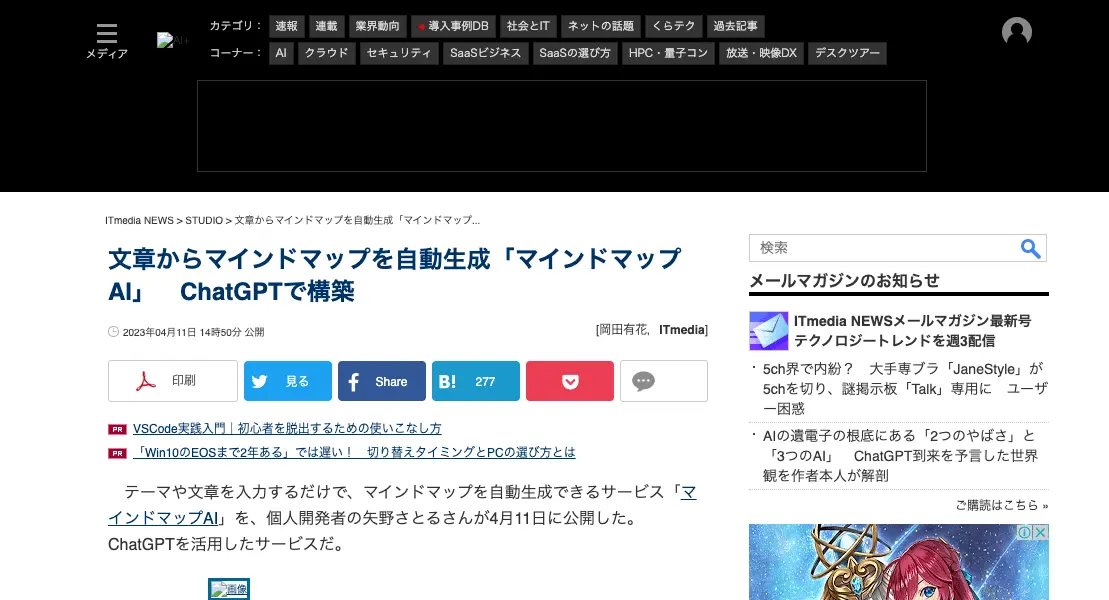 カテゴリ： 速報 連載 業界動向 導入事例DB 社会とIT ネットの話題 くらテク 過去記事
メディア
コーナー： AI クラウド セキュリティ SaaSビジネス SaaSの選び方 HPC・量子コン 放送・映像DX デスクツアー
ITmedia NEWS > STUDIO > 文章からマインドマップを自動生成「マインドマップ...
文章からマインドマップを自動生成「マインドマップ
AI」　ChatGPTで構築
2023年04月11日 14時50分 公開
[岡田有花，ITmedia]
印刷 見る Share B! 277
PR VSCode実践入門｜初心者を脱出するための使いこなし方
PR 「Win10のEOSまで2年ある」では遅い！　切り替えタイミングとPCの選び方とは
テーマや文章を入力するだけで、マインドマップを自動生成できるサービス「マ
インドマップAI」を、個人開発者の矢野さとるさんが4月11日に公開した。
ChatGPTを活用したサービスだ。
画像
検索
メールマガジンのお知らせ
ITmedia NEWSメールマガジン最新号
テクノロジートレンドを週3配信
・5ch界で内紛？　大手専ブラ「JaneStyle」が
5chを切り、謎掲示板「Talk」専用に　ユーザ
ー困惑
・AIの遺電子の根底にある「2つのやばさ」と
「3つのAI」　ChatGPT到来を予言した世界
観を作者本人が解剖
ご購読はこちら »